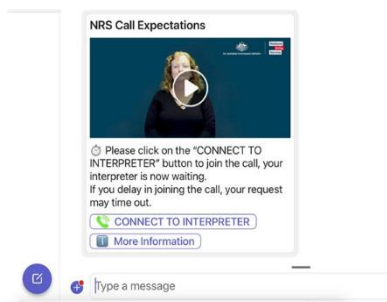 NRS Call Expectations
⏱ Please click on the “CONNECT TO
INTERPRETER” button to join the call, your
interpreter is now waiting.
If you delay in joining the call, your request
may time out.
CONNECT TO INTERPRETER
More Information
Type a message